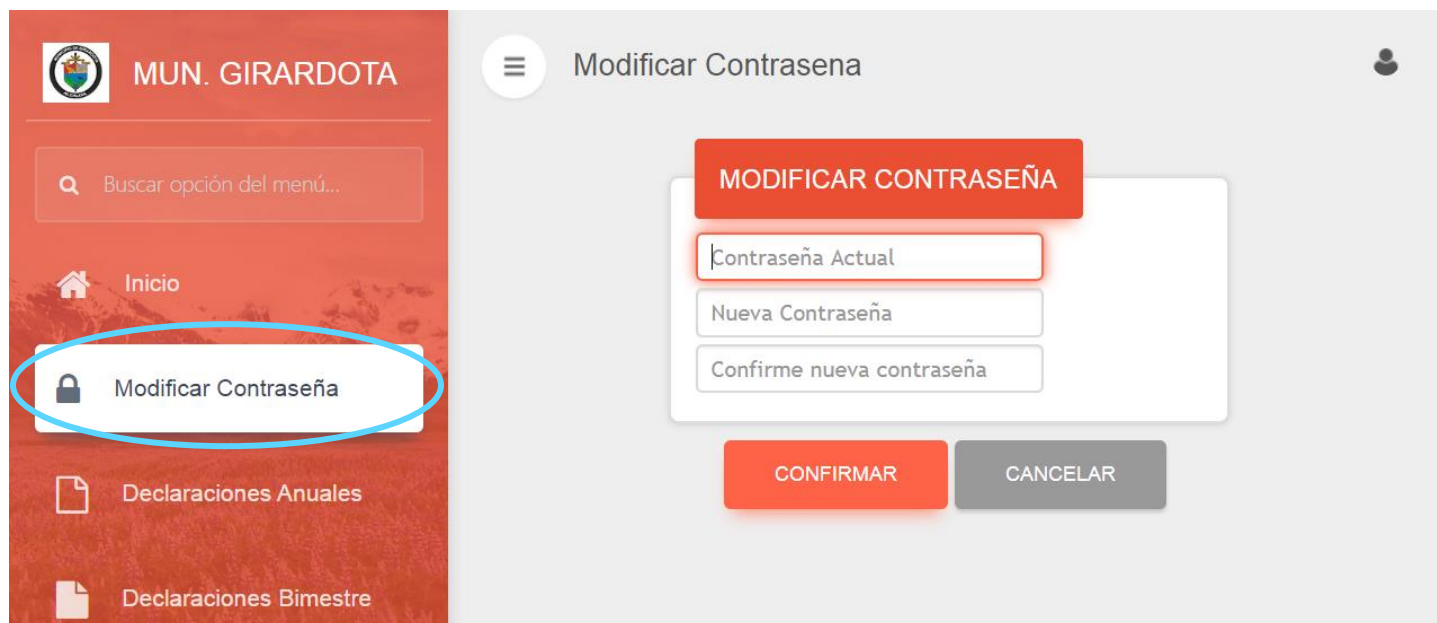 MUN. GIRARDOTA
Buscar opción del menú...
Inicio
Modificar Contraseña
Declaraciones Anuales
Declaraciones Bimestre
Modificar Contrasena
MODIFICAR CONTRASEÑA
Contraseña Actual
Nueva Contraseña
Confirme nueva contraseña
CONFIRMAR
CANCELAR